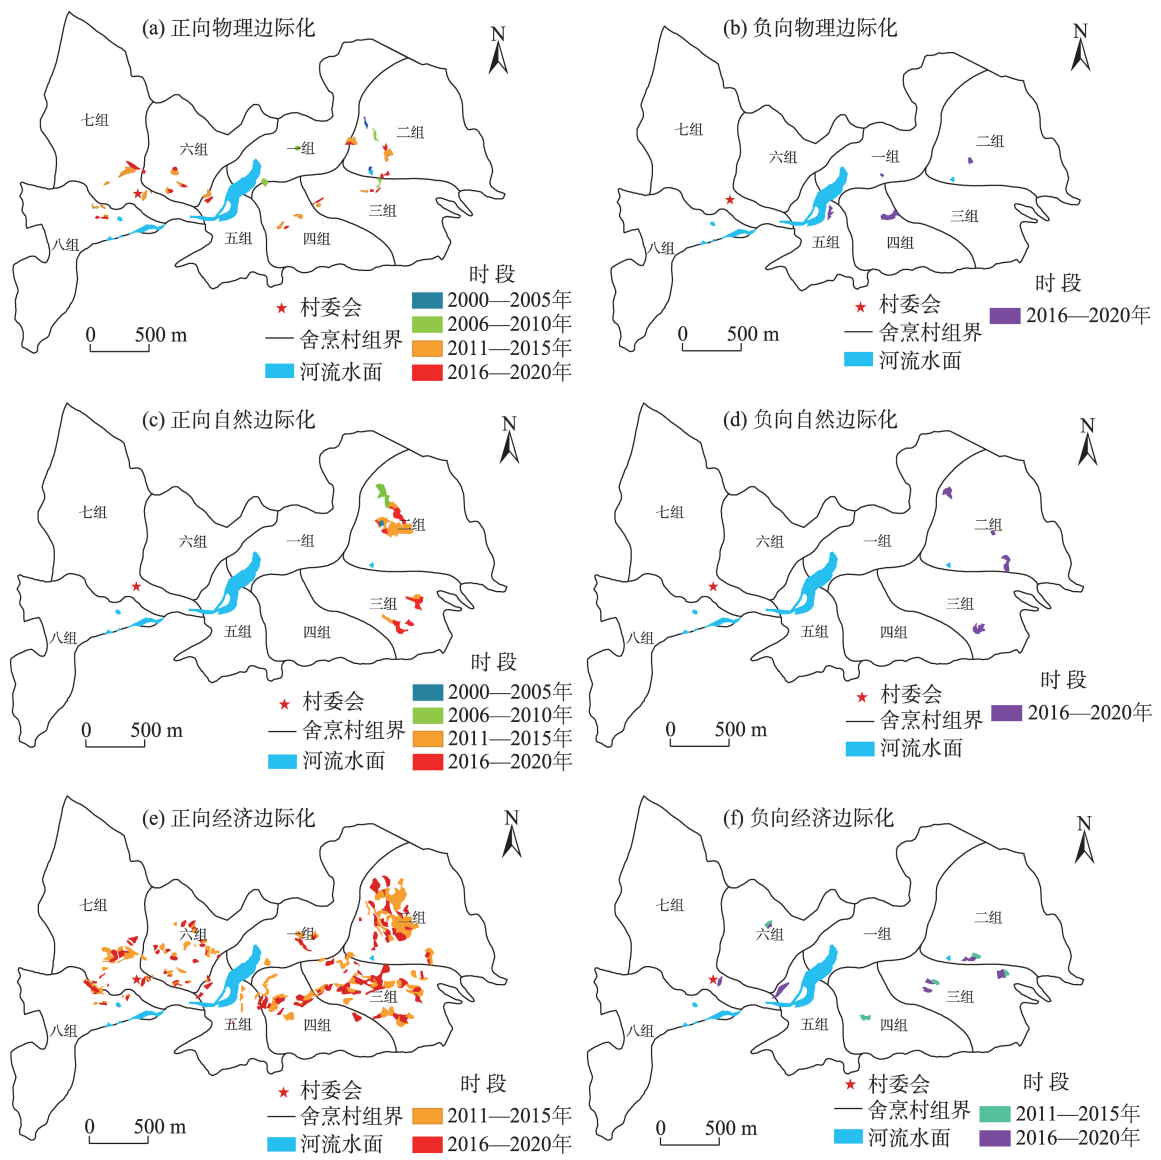 (a) 正向物理边际化
N
七组
六组
一组
二组
三组
四组
五组
八组
时 段
村委会
舍烹村组界
河流水面
2000—2005年
2006—2010年
2011—2015年
2016—2020年
0 500 m
(b) 负向物理边际化
N
七组
六组
一组
二组
三组
四组
五组
八组
时 段
村委会
舍烹村组界
河流水面
2016—2020年
0 500 m
(c) 正向自然边际化
N
七组
六组
一组
二组
三组
四组
五组
八组
时 段
村委会
舍烹村组界
河流水面
2000—2005年
2006—2010年
2011—2015年
2016—2020年
0 500 m
(d) 负向自然边际化
N
七组
六组
一组
二组
三组
四组
五组
八组
时 段
村委会
舍烹村组界
河流水面
2016—2020年
0 500 m
(e) 正向经济边际化
N
七组
六组
一组
二组
三组
四组
五组
八组
时 段
村委会
舍烹村组界
河流水面
2011—2015年
2016—2020年
0 500 m
(f) 负向经济边际化
N
七组
六组
一组
二组
三组
四组
五组
八组
时 段
村委会
舍烹村组界
河流水面
2011—2015年
2016—2020年
0 500 m